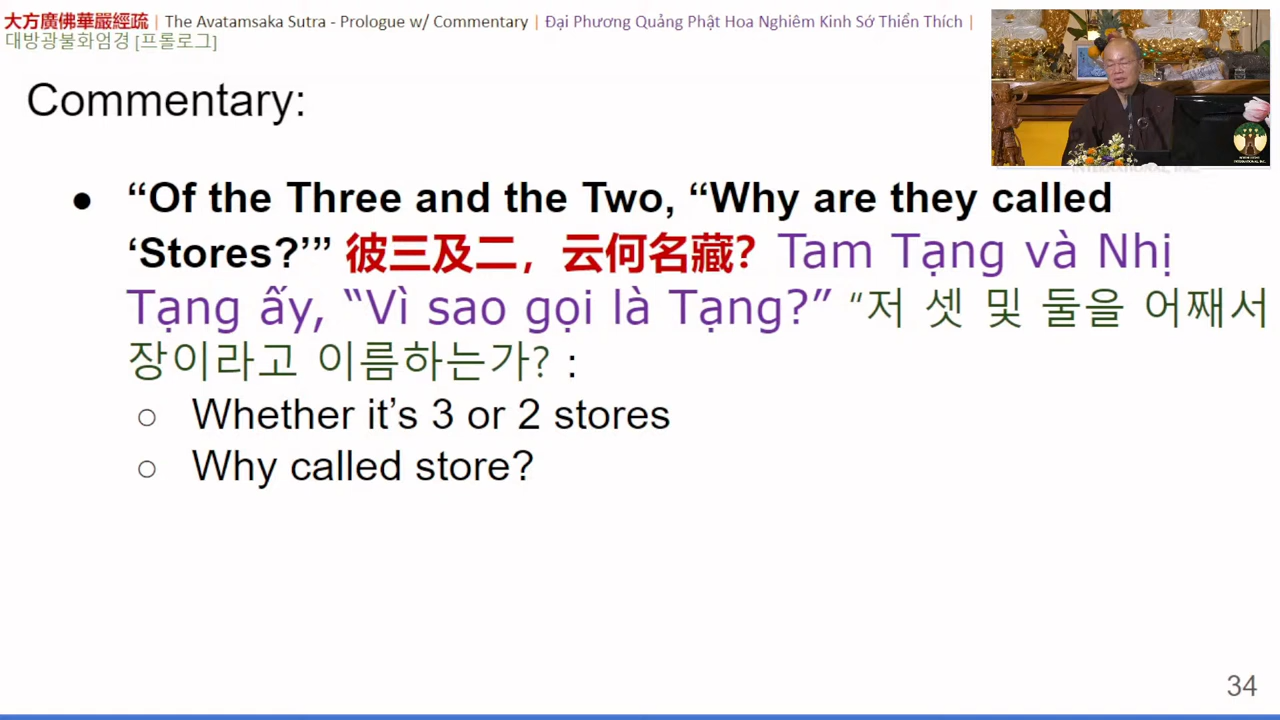 大方廣佛華嚴經疏 | The Avatamsaka Sutra - Prologue w/ Commentary | Đại Phương Quảng Phật Hoa Nghiêm Kinh Sớ Thiển Thích |
대방광불화엄경 [프롤로그]
Commentary:
● “Of the Three and the Two, “Why are they called
‘Stores?’” 彼三及二，云何名藏？ Tam Tạng và Nhị
Tạng ấy, “Vì sao gọi là Tạng?” “저 셋 및 둘을 어째서
장이라고 이름하는가? :
○ Whether it’s 3 or 2 stores
○ Why called store?
34